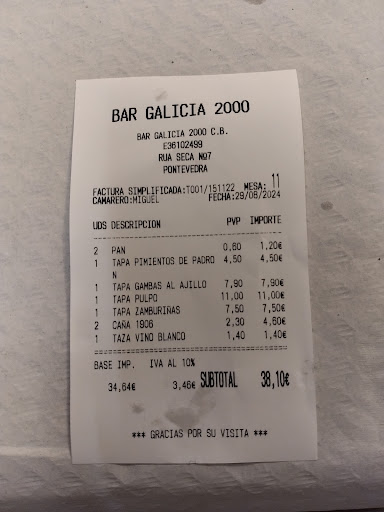 BAR GALICIA 2000
BAR GALICIA 2000 C.B.
E36102499
RUA SECA Nº7
PONTEVEDRA
FACTURA SIMPLIFICADA:T001/151122 MESA: 11
CAMARERO:MIGUEL FECHA:29/08/2024
UDS DESCRIPCION PVP IMPORTE
2 PAN 0,60 1,20€
1 TAPA PIMIENTOS DE PADRO 4,50 4,50€
N
1 TAPA GAMBAS AL AJILLO 7,90 7,90€
1 TAPA PULPO 11,00 11,00€
1 TAPA ZAMBURIÑAS 7,50 7,50€
2 CAÑA 1906 2,30 4,60€
1 TAZA VINO BLANCO 1,40 1,40€
BASE IMP. IVA AL 10%
34,64€ 3,46€ SUBTOTAL 38,10€
*** GRACIAS POR SU VISITA ***